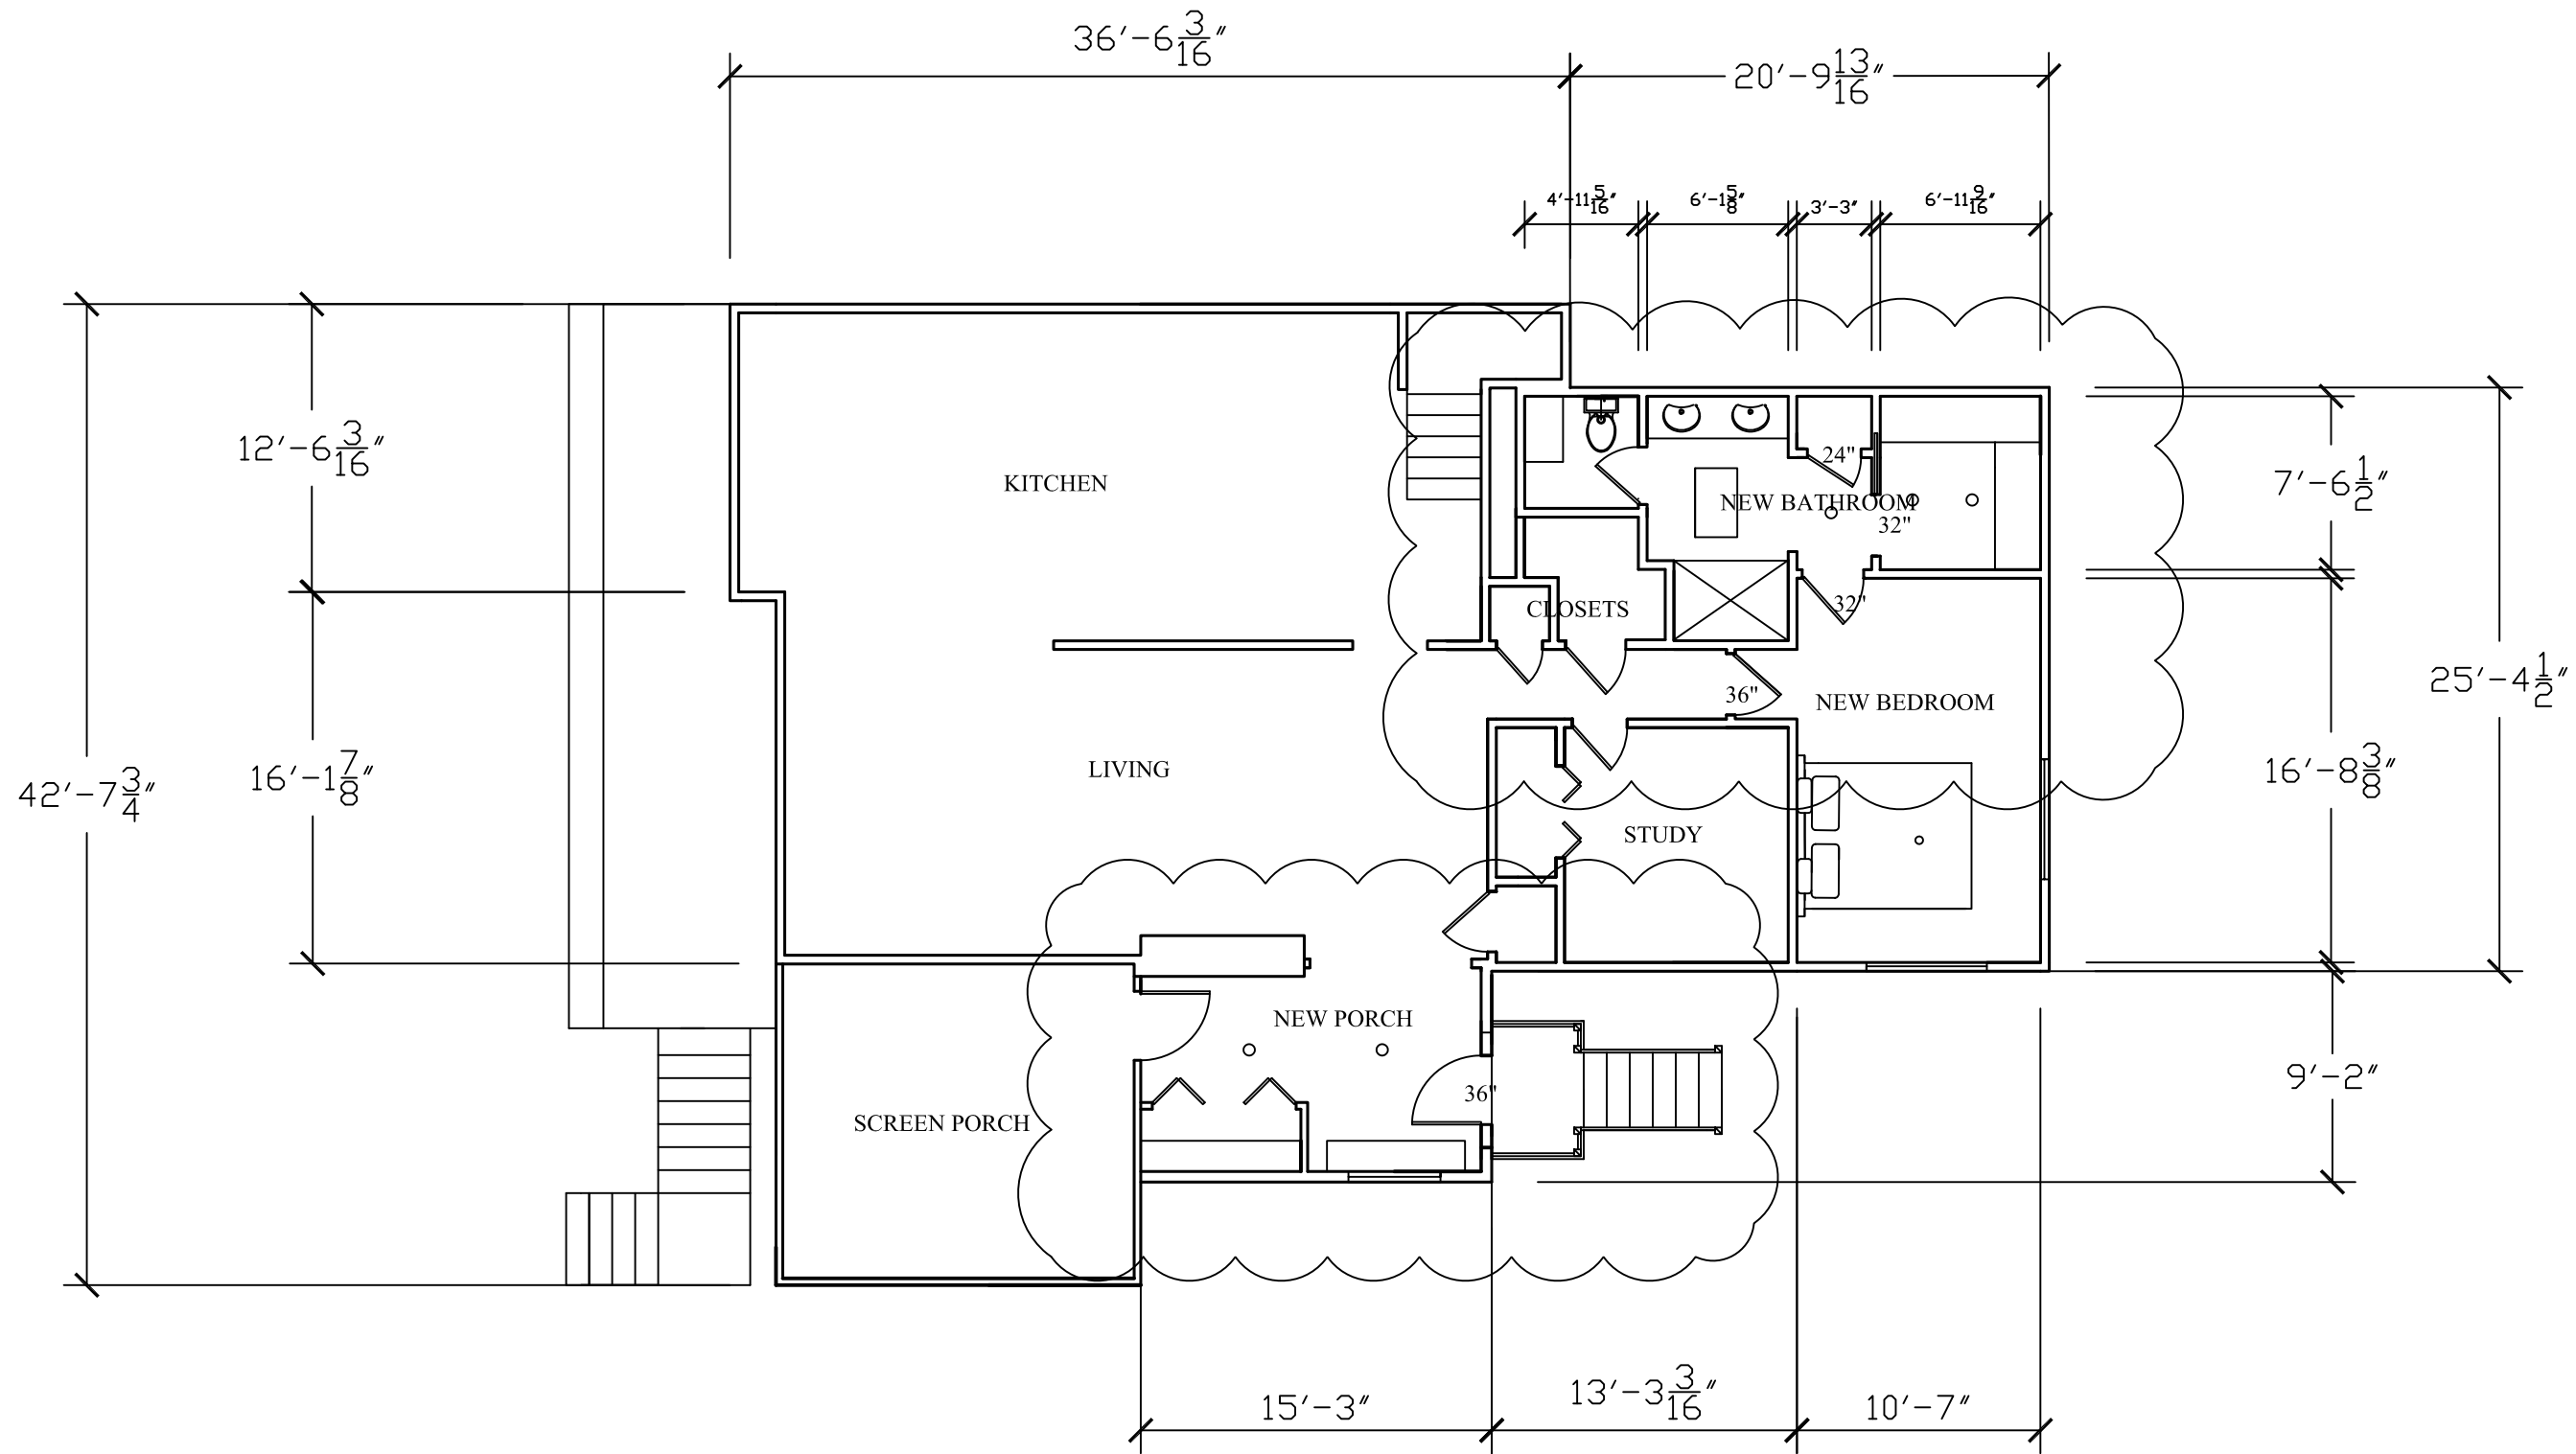 36'-6 3/16"
20'-9 13/16"
4'-11 5/16"
6'-1 5/8"
3'-3"
6'-11 9/16"
12'-6 3/16"
KITCHEN
24"
NEW BATHROOM
32"
7'-6 1/2"
CLOSETS
32"
36"
NEW BEDROOM
25'-4 1/2"
42'-7 3/4"
16'-1 7/8"
LIVING
16'-8 3/8"
STUDY
NEW PORCH
9'-2"
36"
SCREEN PORCH
15'-3"
13'-3 3/16"
10'-7"